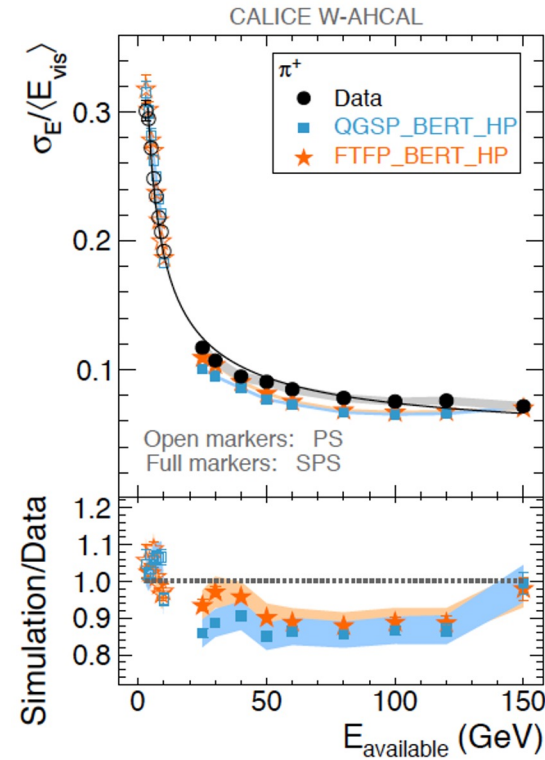 CALICE W-AHCAL
σE/⟨Evis⟩
π+
Data
QGSP_BERT_HP
FTFP_BERT_HP
0.3
0.2
0.1
Open markers: PS
Full markers: SPS
Simulation/Data
1.2
1.1
1.0
0.9
0.8
0 50 100 150
Eavailable (GeV)